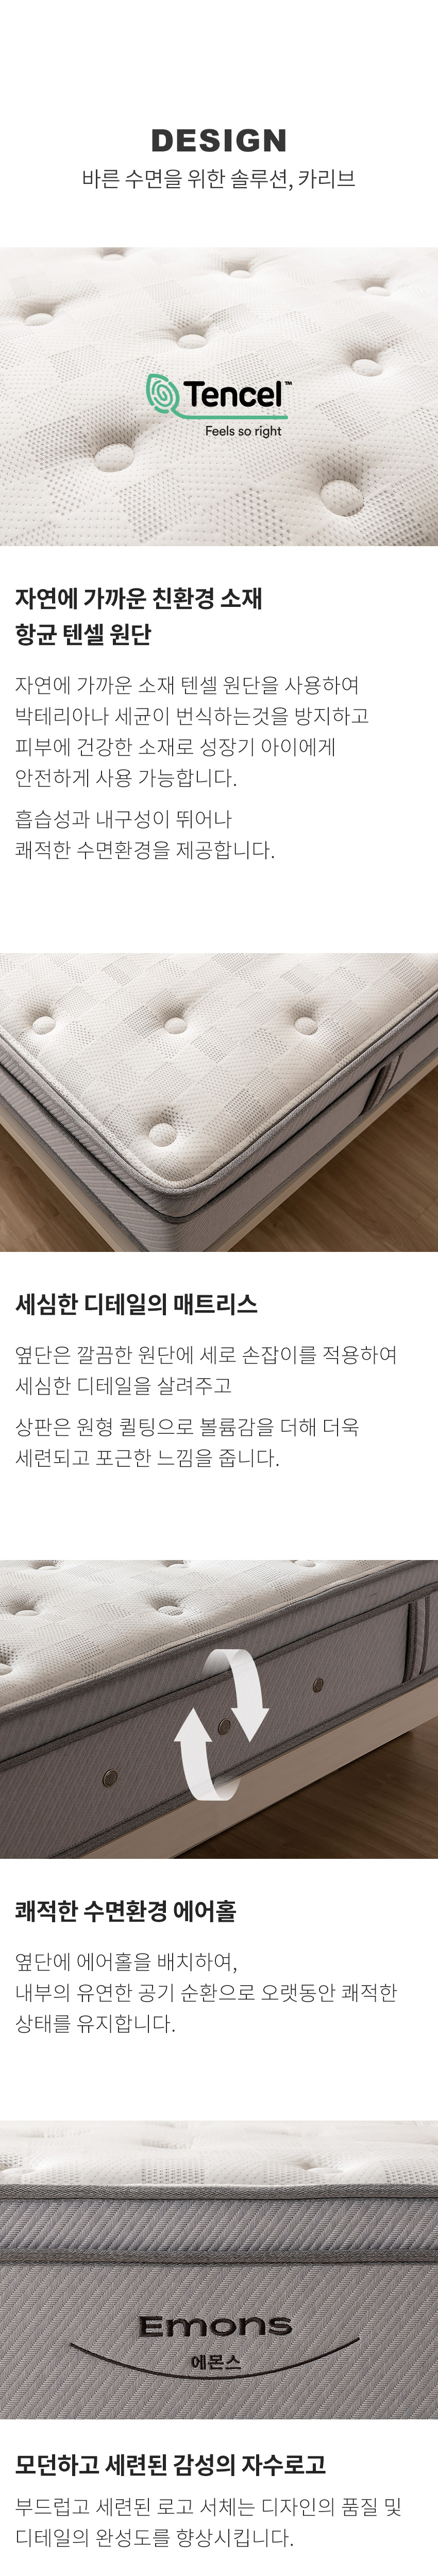 DESIGN
바른 수면을 위한 솔루션, 카리브
Tencel™
Feels so right
자연에 가까운 친환경 소재
항균 텐셀 원단
자연에 가까운 소재 텐셀 원단을 사용하여
박테리아나 세균이 번식하는것을 방지하고
피부에 건강한 소재로 성장기 아이에게
안전하게 사용 가능합니다.
흡습성과 내구성이 뛰어나
쾌적한 수면환경을 제공합니다.
세심한 디테일의 매트리스
옆단은 깔끔한 원단에 세로 손잡이를 적용하여
세심한 디테일을 살려주고
상판은 원형 퀼팅으로 볼륨감을 더해 더욱
세련되고 포근한 느낌을 줍니다.
쾌적한 수면환경 에어홀
옆단에 에어홀을 배치하여,
내부의 유연한 공기 순환으로 오랫동안 쾌적한
상태를 유지합니다.
Emons
에몬스
모던하고 세련된 감성의 자수로고
부드럽고 세련된 로고 서체는 디자인의 품질 및
디테일의 완성도를 향상시킵니다.